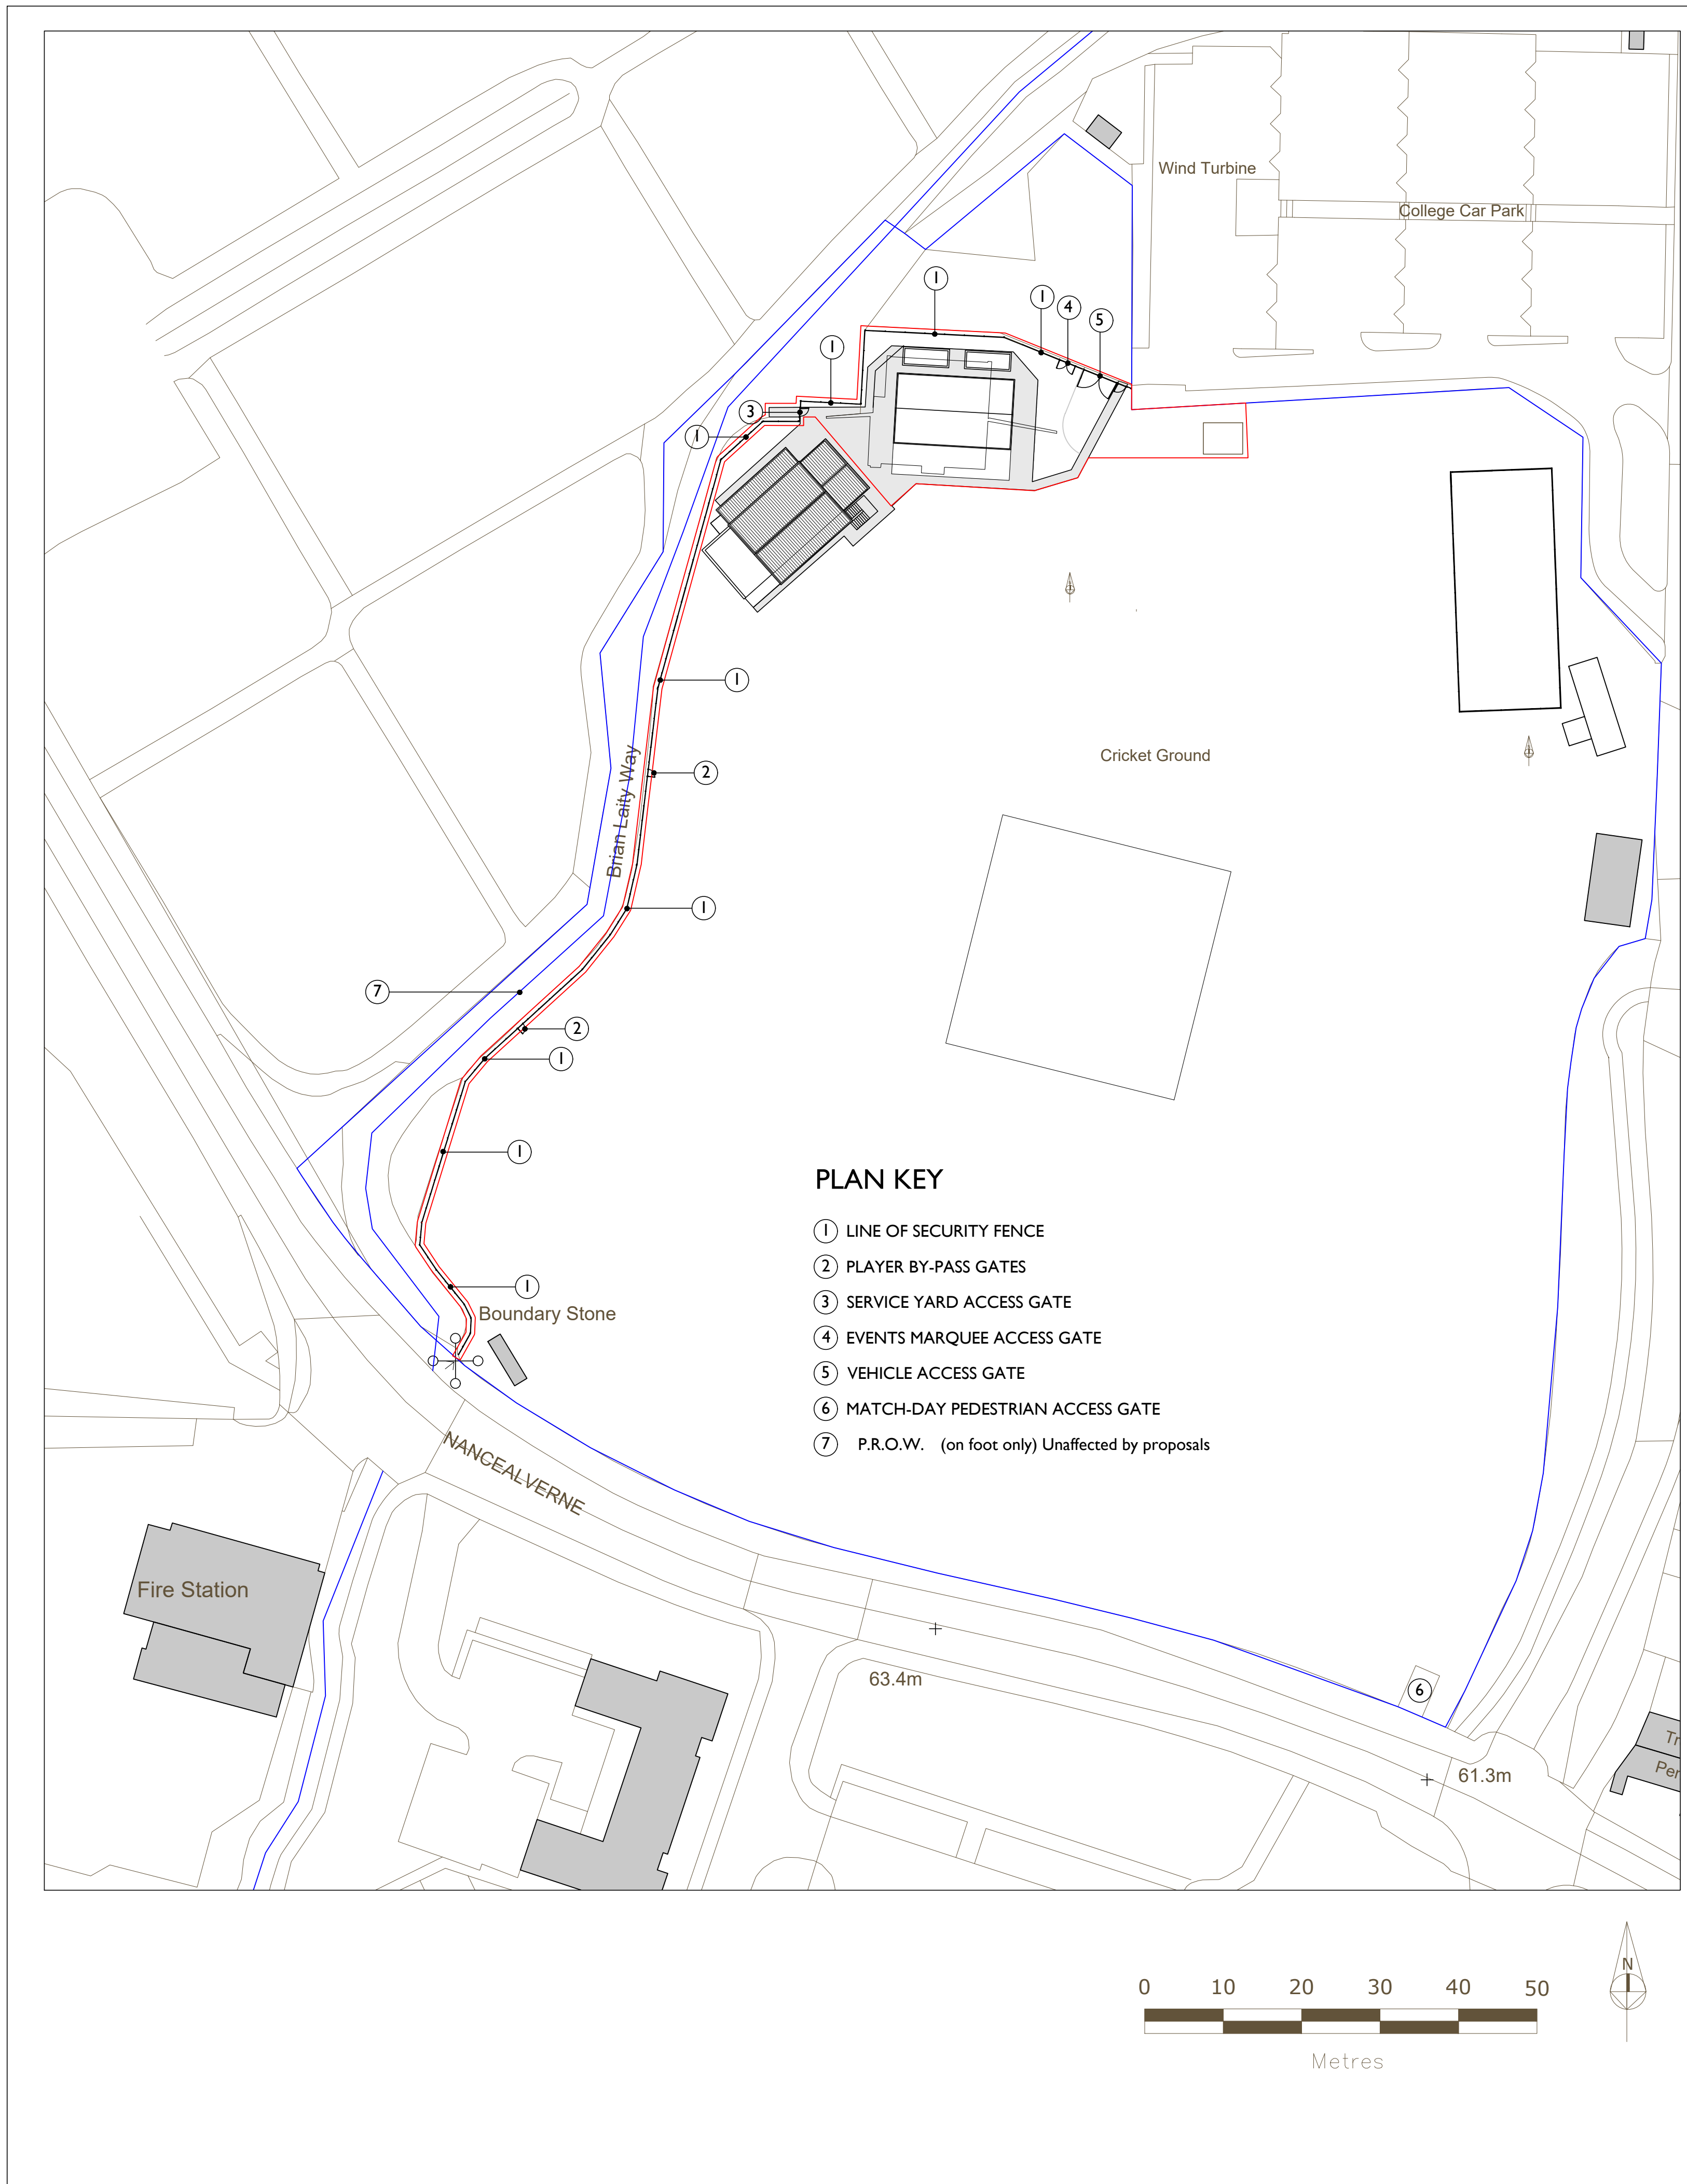 Wind Turbine
College Car Park
1
1
4
5
1
3
1
1
Brian Laity Way
2
Cricket Ground
1
7
2
1
1
1
Boundary Stone
PLAN KEY
1 LINE OF SECURITY FENCE
2 PLAYER BY-PASS GATES
3 SERVICE YARD ACCESS GATE
4 EVENTS MARQUEE ACCESS GATE
5 VEHICLE ACCESS GATE
6 MATCH-DAY PEDESTRIAN ACCESS GATE
7 P.R.O.W. (on foot only) Unaffected by proposals
NANCEALVERNE
Fire Station
63.4m
6
61.3m
Tr
Per
N
0 10 20 30 40 50
Metres